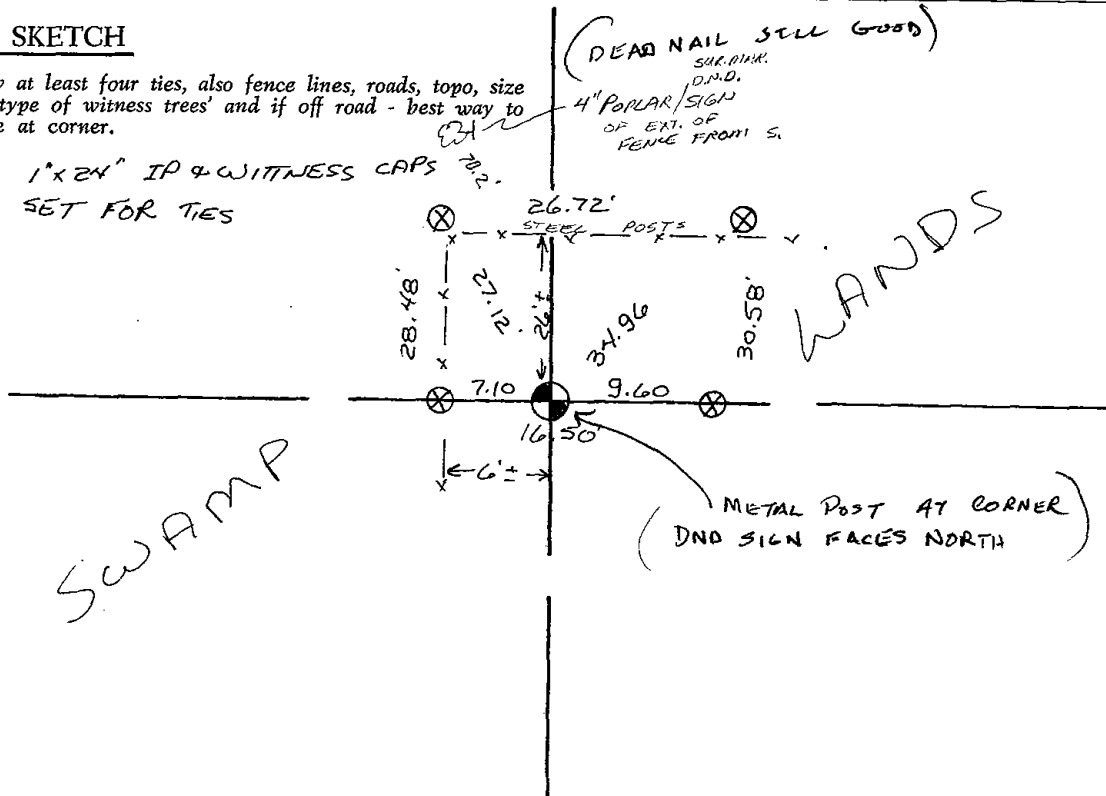 SKETCH
at least four ties, also fence lines, roads, topo, size
type of witness trees' and if off road - best way to
at corner.
(DEAD NAIL STILL GOOD)
D.N.D.
4" POPLAR/SIGN
OF EXT. OF
FENCE FROM S.
70.2'
1" x 24" IP & WITTNESS CAPS
SET FOR TIES
26.72'
STEEL POSTS
28.48'
27.12'
26'±
34.96
30.58'
LANDS
7.10
9.60
16.50'
6'±
SWAMP
METAL POST AT CORNER
(DND SIGN FACES NORTH)